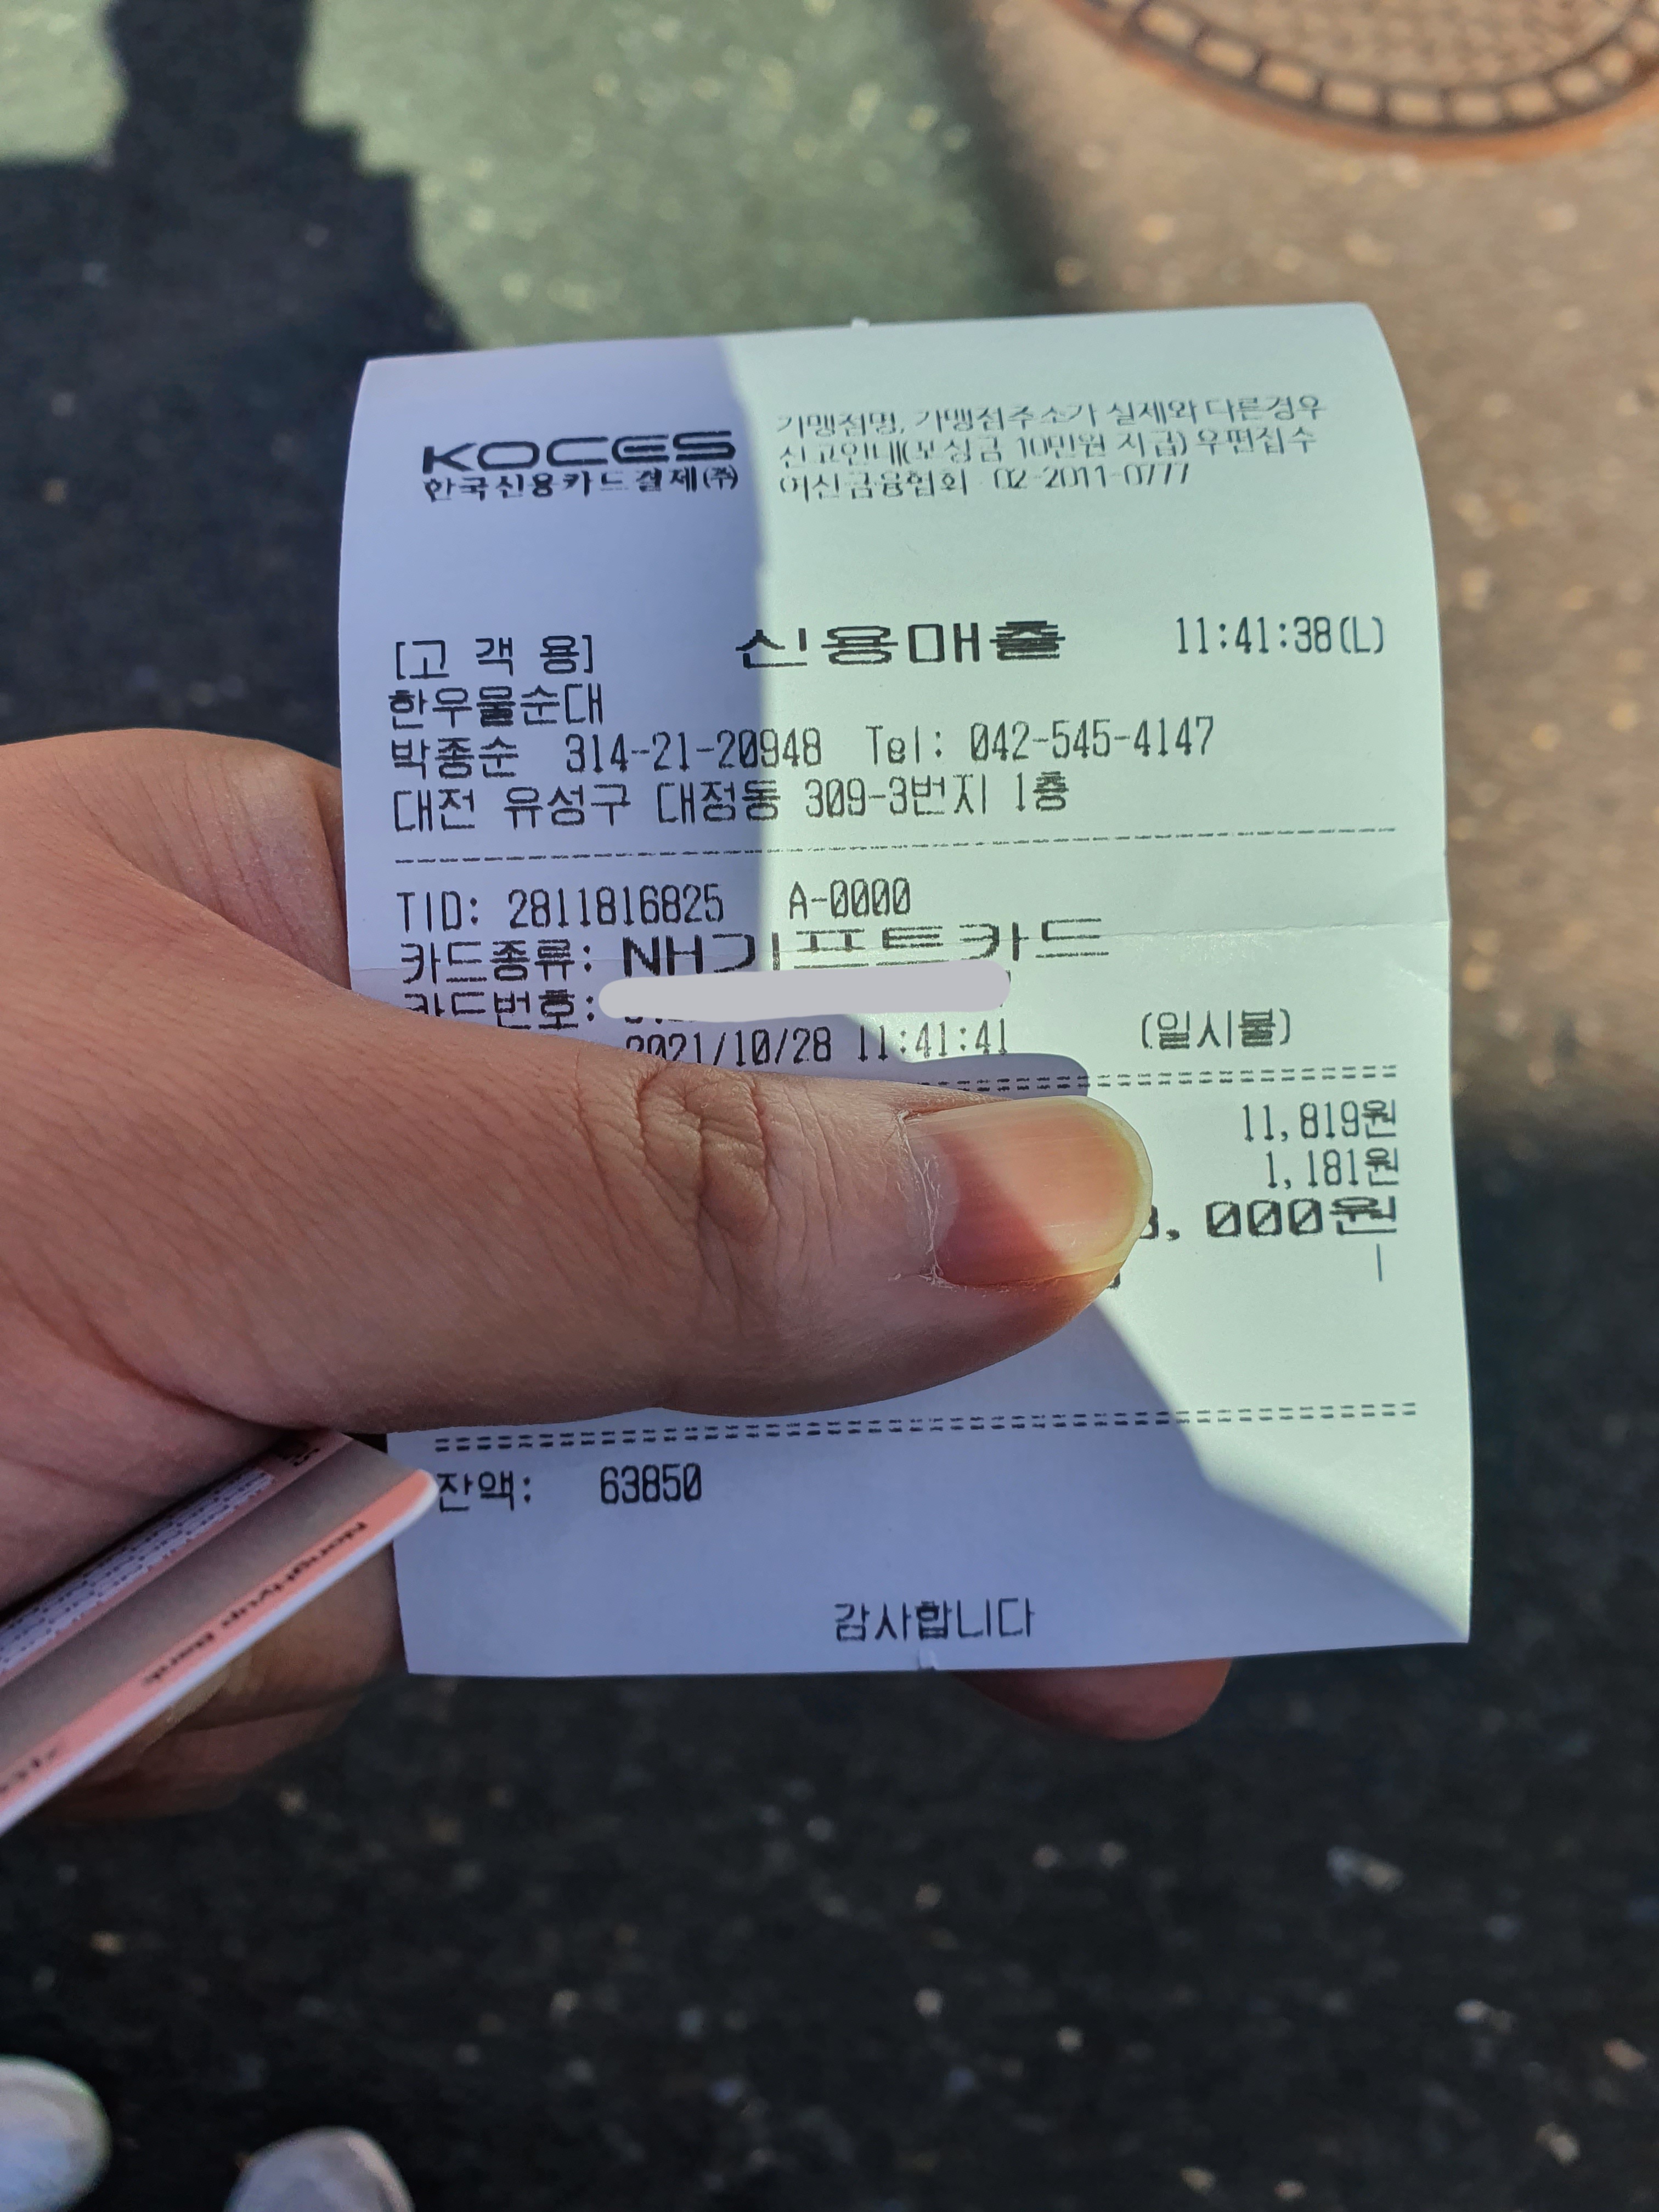 KOCES
한국신용카드결제(주)
가맹점명, 가맹점주소가 실제와 다른경우
신고안내(포상금 10만원 지급) 우편접수
여신금융협회 02-2011-0777
[고 객 용] 신용매출 11:41:38(L)
한우물순대
박종순 314-21-20948 Tel: 042-545-4147
대전 유성구 대정동 309-3번지 1층
TID: 2811816825 A-0000
카드종류: NH기프트카드
카드번호:
2021/10/28 11:41:41 (일시불)
11,819원
1,181원
,000원
잔액: 63850
감사합니다
NongHyup Bank